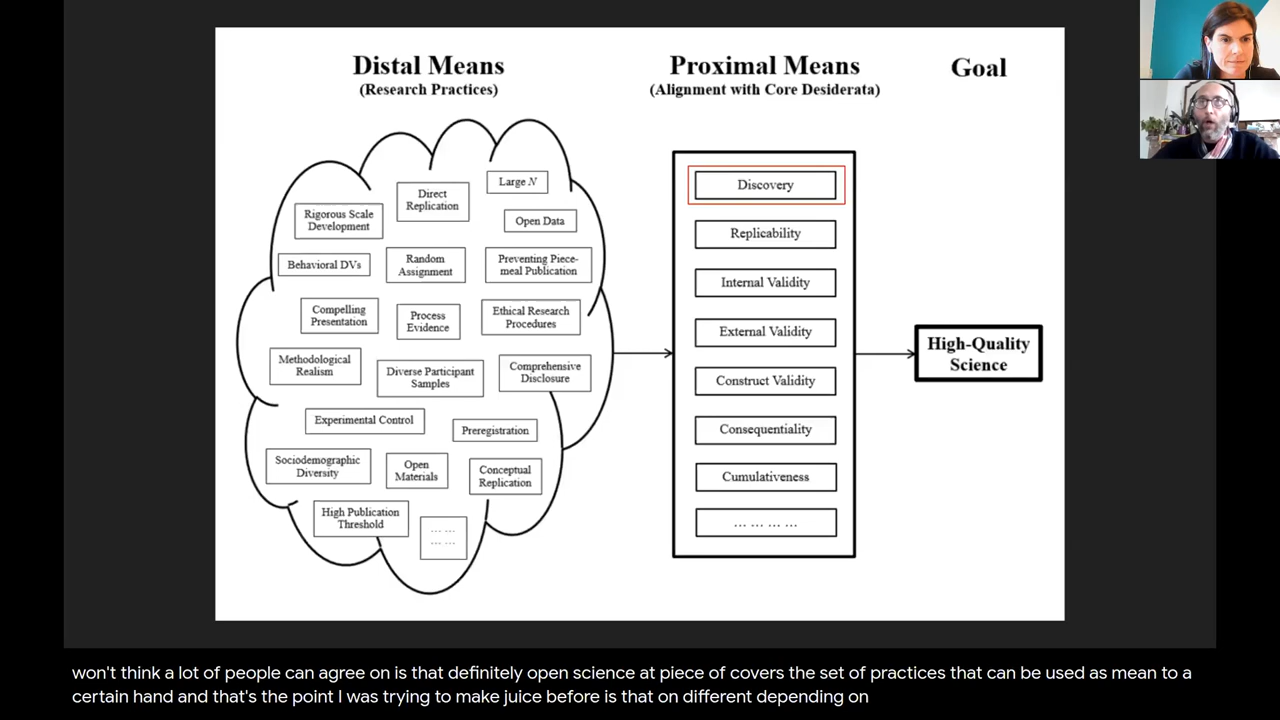 Distal Means
(Research Practices)
Proximal Means
(Alignment with Core Desiderata)
Goal
Large N
Direct
Replication
Rigorous Scale
Development
Open Data
Behavioral DVs
Random
Assignment
Preventing Piece-
meal Publication
Compelling
Presentation
Process
Evidence
Ethical Research
Procedures
Methodological
Realism
Diverse Participant
Samples
Comprehensive
Disclosure
Experimental Control
Preregistration
Sociodemographic
Diversity
Open
Materials
Conceptual
Replication
High Publication
Threshold
... ...
... ...
Discovery
Replicability
Internal Validity
External Validity
Construct Validity
Consequentiality
Cumulativeness
... ... ... ...
High-Quality
Science
won't think a lot of people can agree on is that definitely open science at piece of covers the set of practices that can be used as mean to a
certain hand and that's the point I was trying to make juice before is that on different depending on